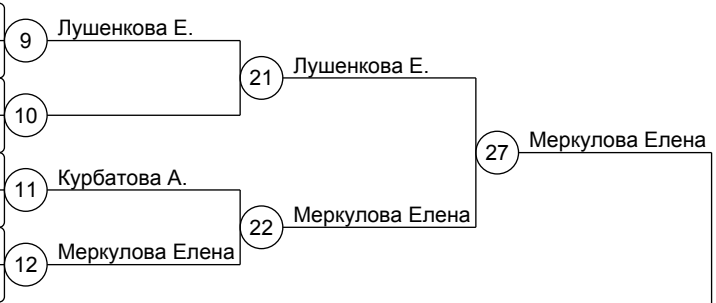 9 Лушенкова Е.
21 Лушенкова Е.
10
27 Меркулова Елена
11 Курбатова А.
22 Меркулова Елена
12 Меркулова Елена